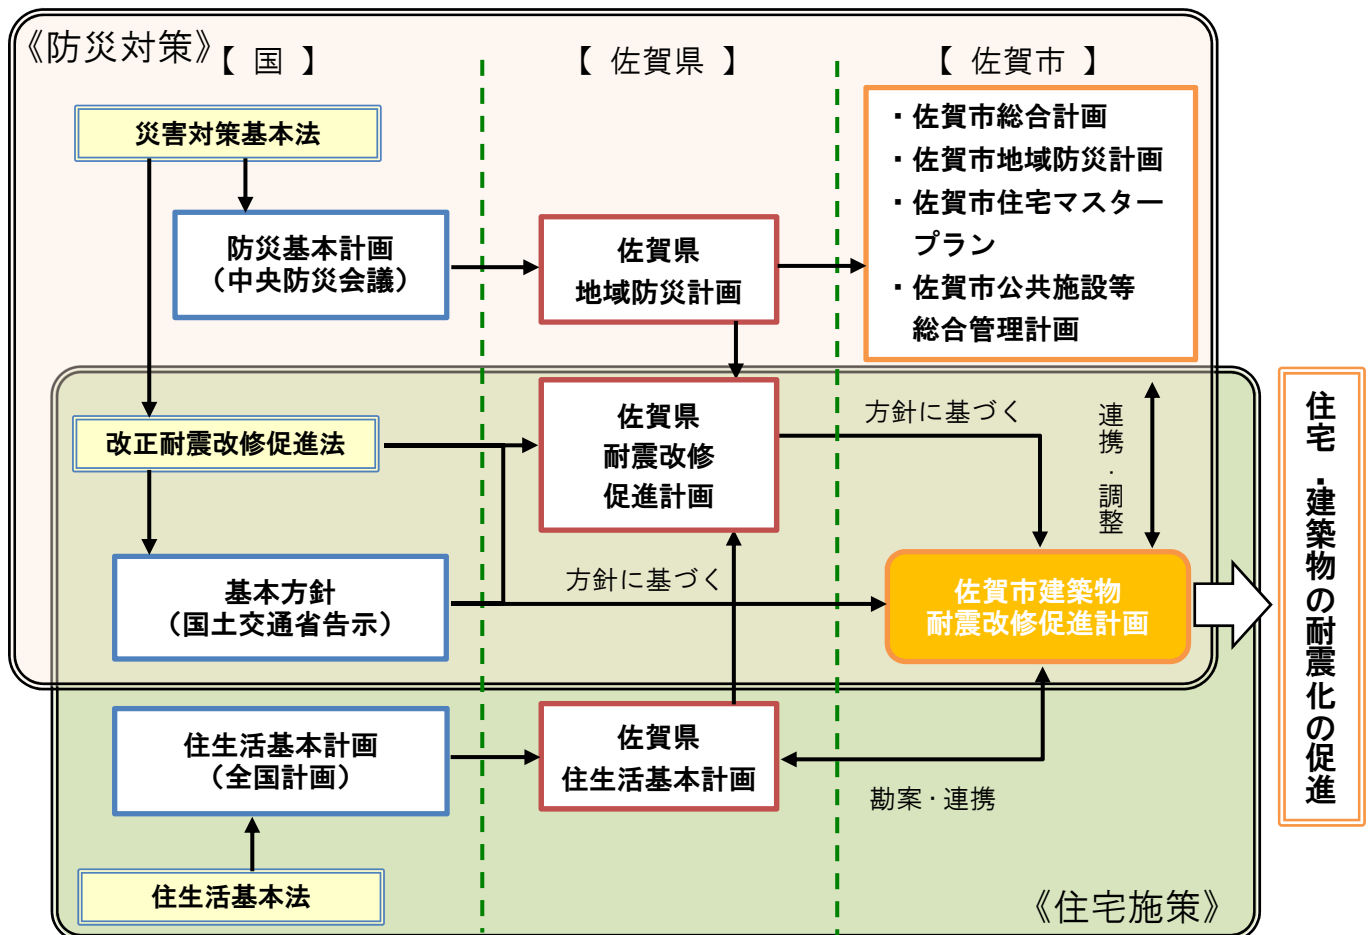 《防災対策》
【 国 】
【 佐賀県 】
【 佐賀市 】
災害対策基本法
防災基本計画
（中央防災会議）
佐賀県
地域防災計画
・佐賀市総合計画
・佐賀市地域防災計画
・佐賀市住宅マスター
プラン
・佐賀市公共施設等
総合管理計画
改正耐震改修促進法
佐賀県
耐震改修
促進計画
方針に基づく
連携・調整
基本方針
（国土交通省告示）
方針に基づく
佐賀市建築物
耐震改修促進計画
住宅・建築物の耐震化の促進
住生活基本計画
（全国計画）
佐賀県
住生活基本計画
勘案・連携
住生活基本法
《住宅施策》